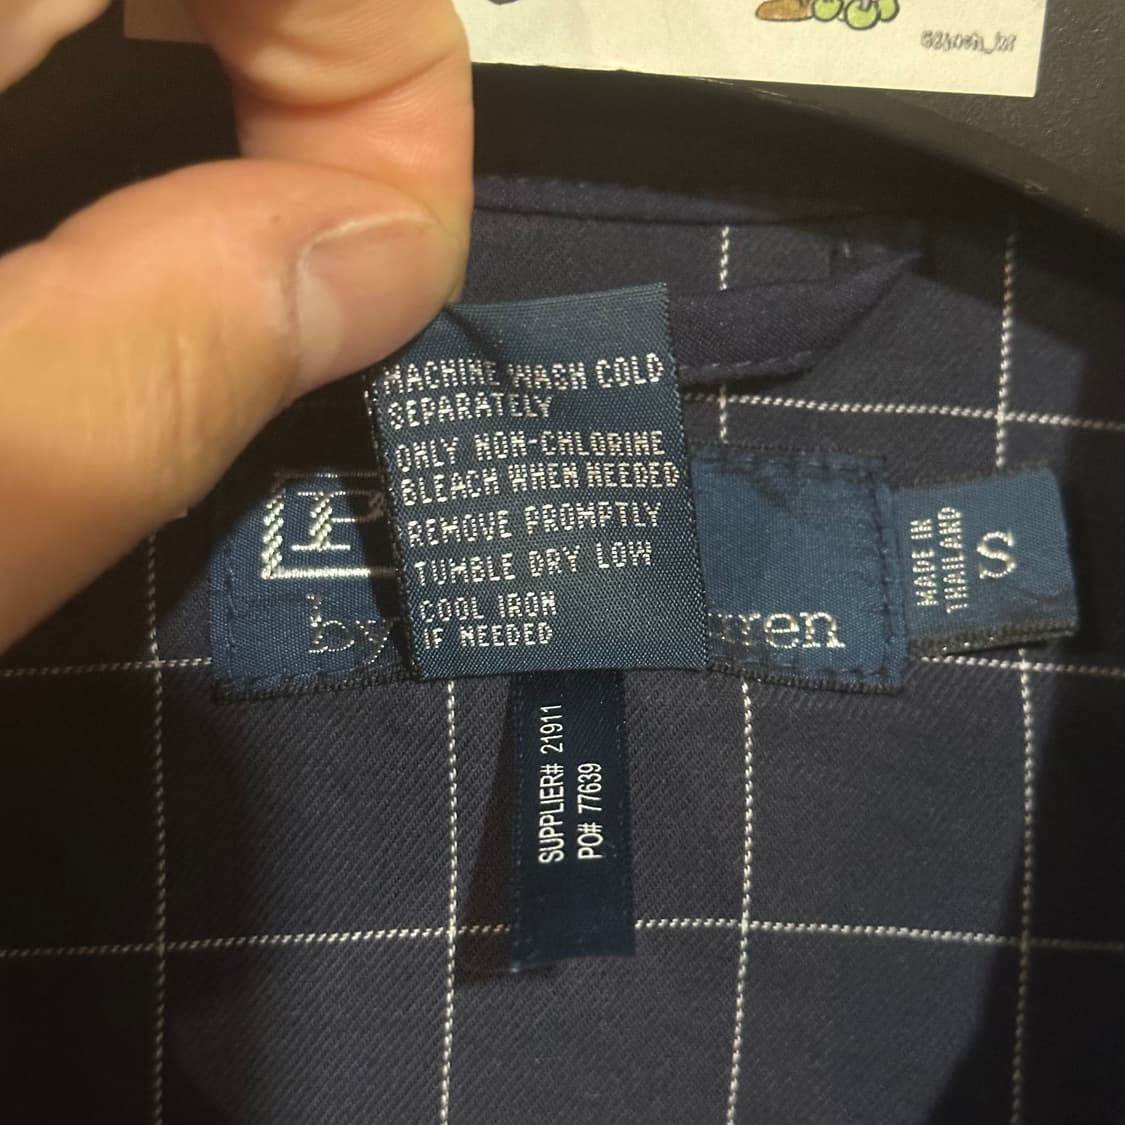 MACHINE WASH COLD
SEPARATELY
ONLY NON-CHLORINE
BLEACH WHEN NEEDED
REMOVE PROMPTLY
TUMBLE DRY LOW
COOL IRON
IF NEEDED
by
uren
MADE IN
THAILAND
S
SUPPLIER# 21911
PO# 77639